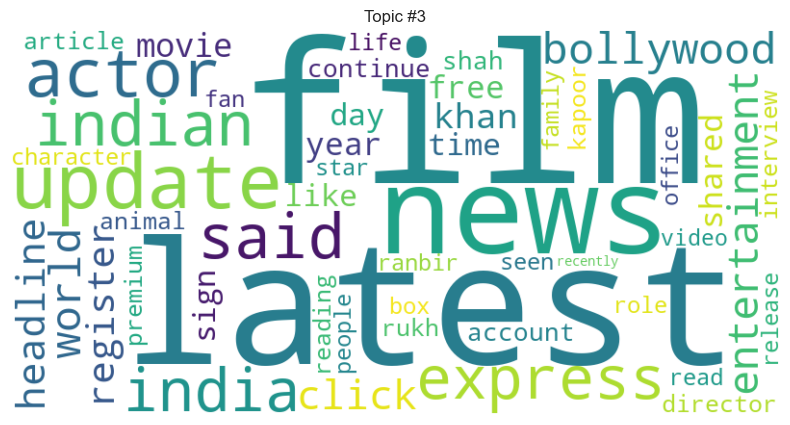 Topic #3
article
movie
life
shah
bollywood
actor
continue
free
fan
film
indian
day
khan
family
kapoor
year
time
entertainment
interview
character
star
office
shared
update
like
news
animal
said
video
headline
world
register
premium
sign
latest
ranbir
seen
recently
reading
people
box
rukh
account
role
release
india
click
express
read
director